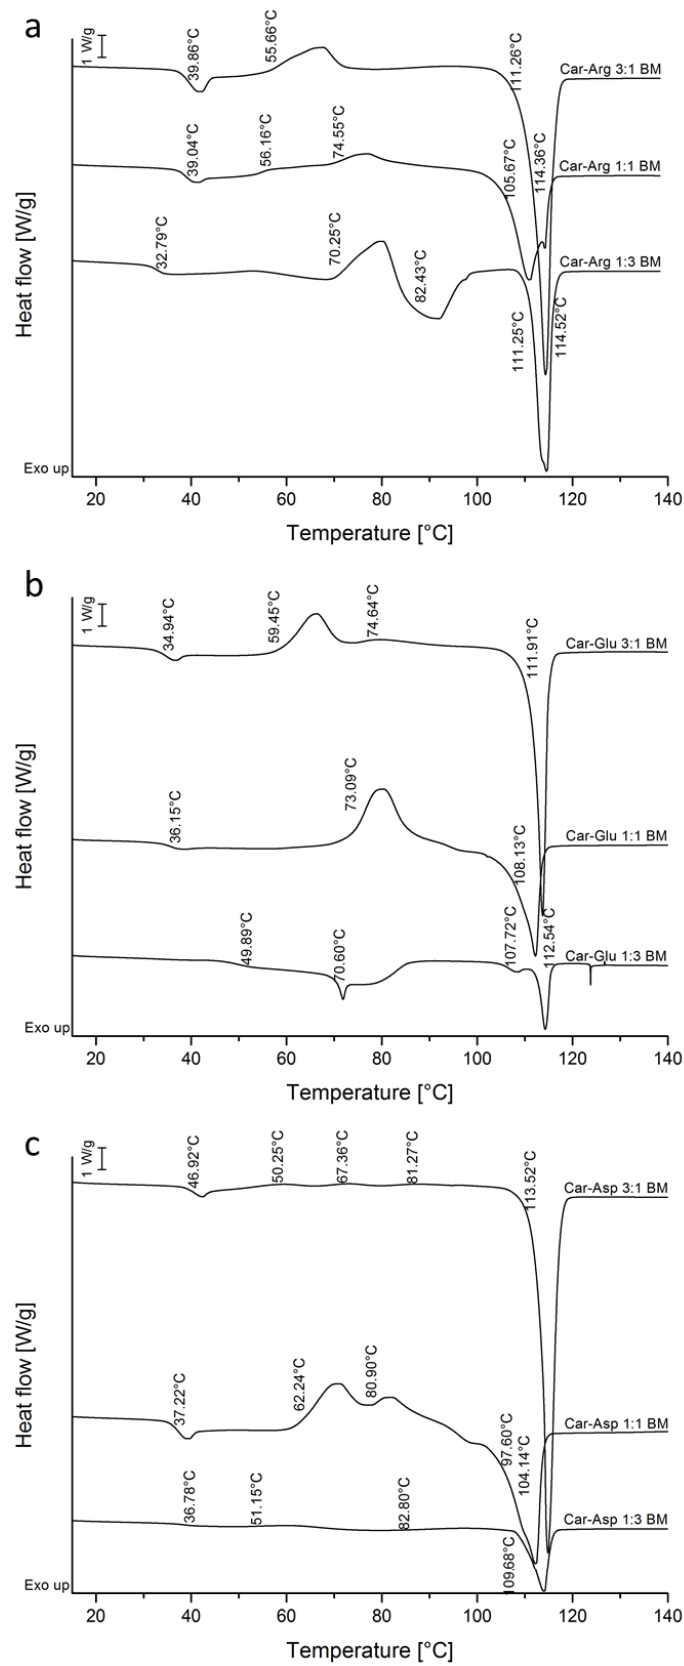 a
1 W/g
39.86°C
55.66°C
111.26°C
Car-Arg 3:1 BM
39.04°C
56.16°C
74.55°C
105.67°C
114.36°C
Car-Arg 1:1 BM
32.79°C
70.25°C
82.43°C
111.25°C
114.52°C
Car-Arg 1:3 BM
Heat flow [W/g]
Exo up
20 40 60 80 100 120 140
Temperature [°C]
b
1 W/g
34.94°C
59.45°C
74.64°C
111.91°C
Car-Glu 3:1 BM
36.15°C
73.09°C
108.13°C
Car-Glu 1:1 BM
49.89°C
70.60°C
107.72°C
112.54°C
Car-Glu 1:3 BM
Heat flow [W/g]
Exo up
20 40 60 80 100 120 140
Temperature [°C]
c
1 W/g
46.92°C
50.25°C
67.36°C
81.27°C
113.52°C
Car-Asp 3:1 BM
37.22°C
62.24°C
80.90°C
97.60°C
104.14°C
Car-Asp 1:1 BM
36.78°C
51.15°C
82.80°C
109.68°C
Car-Asp 1:3 BM
Heat flow [W/g]
Exo up
20 40 60 80 100 120 140
Temperature [°C]